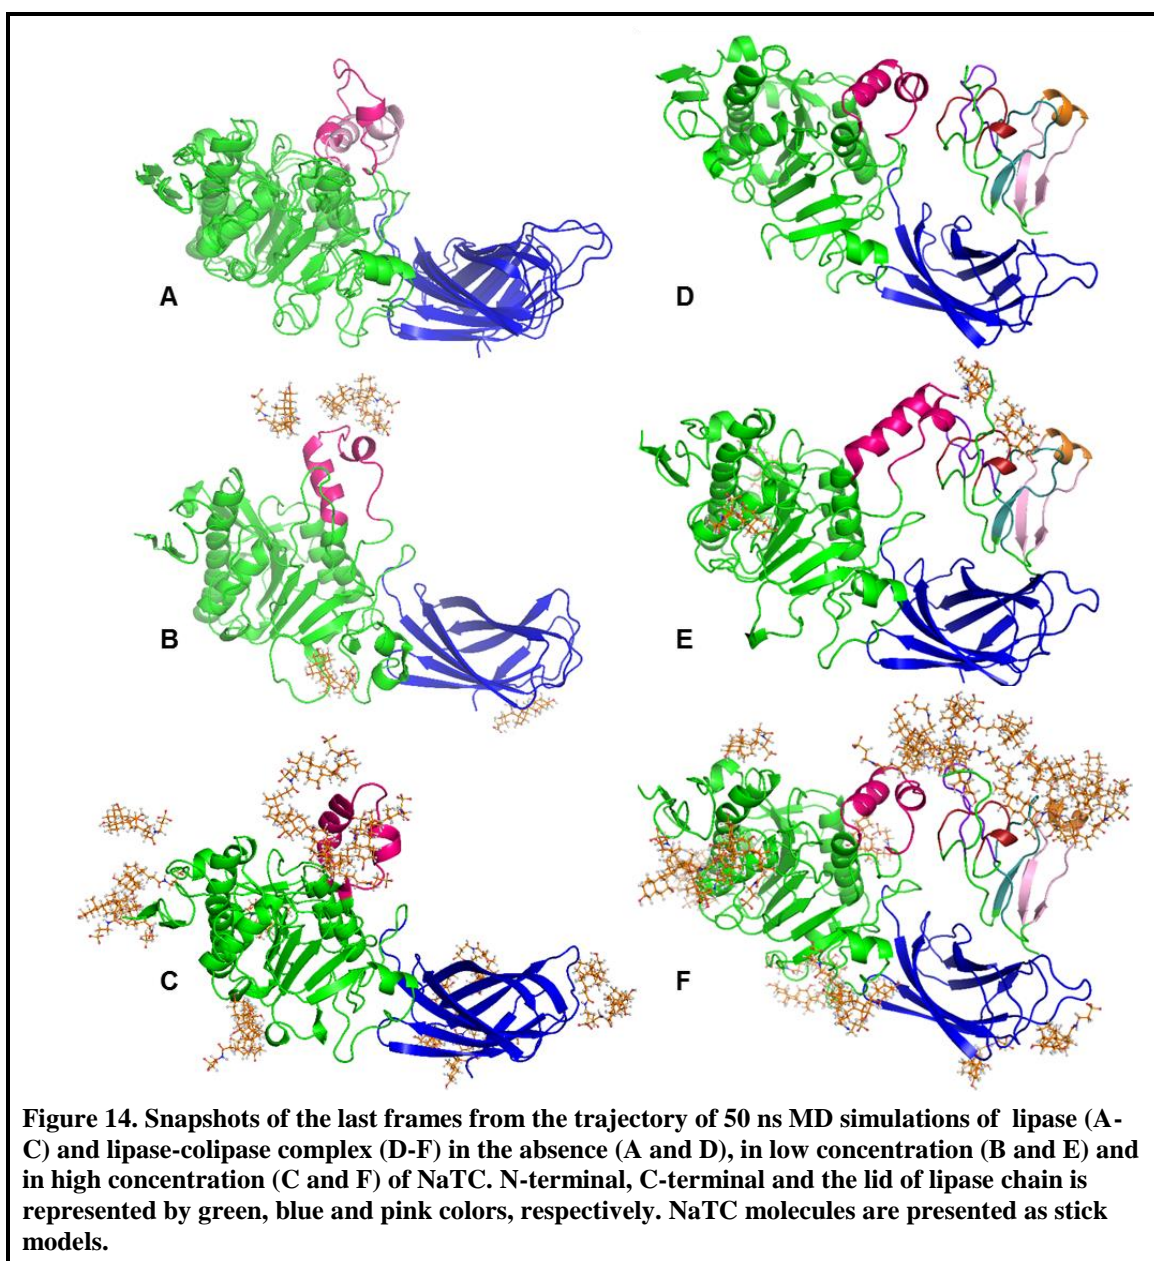 A
D
B
E
C
F
Figure 14. Snapshots of the last frames from the trajectory of 50 ns MD simulations of lipase (A-
C) and lipase-colipase complex (D-F) in the absence (A and D), in low concentration (B and E) and
in high concentration (C and F) of NaTC. N-terminal, C-terminal and the lid of lipase chain is
represented by green, blue and pink colors, respectively. NaTC molecules are presented as stick
models.